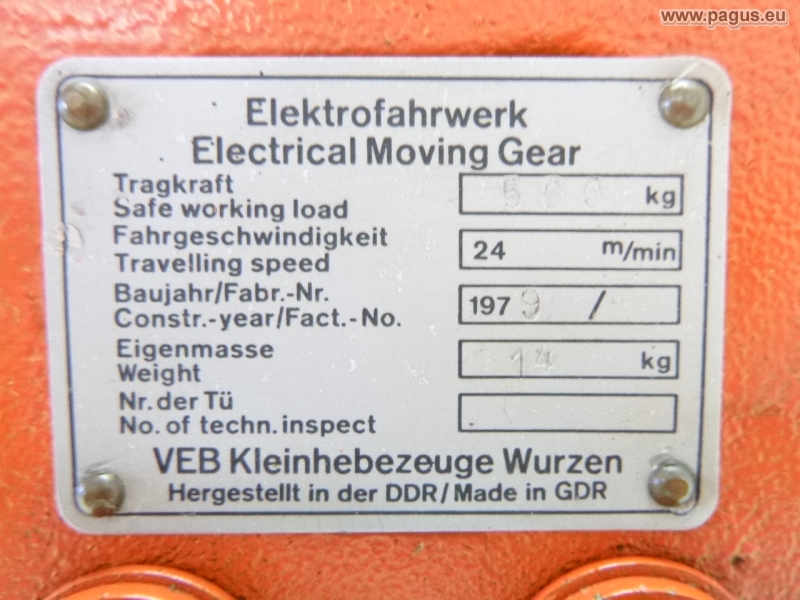 www.pagus.eu
Elektrofahrwerk
Electrical Moving Gear
Tragkraft
Safe working load
500 kg
Fahrgeschwindigkeit
Travelling speed
24 m/min
Baujahr/Fabr.-Nr.
Constr.-year/Fact.-No.
1979 /
Eigenmasse
Weight
14 kg
Nr. der Tü
No. of techn. inspect
VEB Kleinhebezeuge Wurzen
Hergestellt in der DDR/Made in GDR